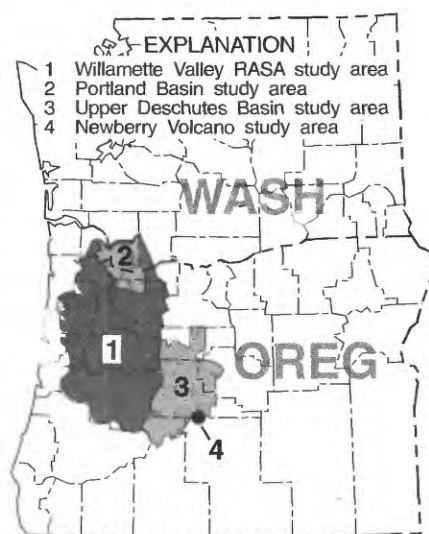 EXPLANATION
1 Willamette Valley RASA study area
2 Portland Basin study area
3 Upper Deschutes Basin study area
4 Newberry Volcano study area
WASH
2
1
OREG
3
4